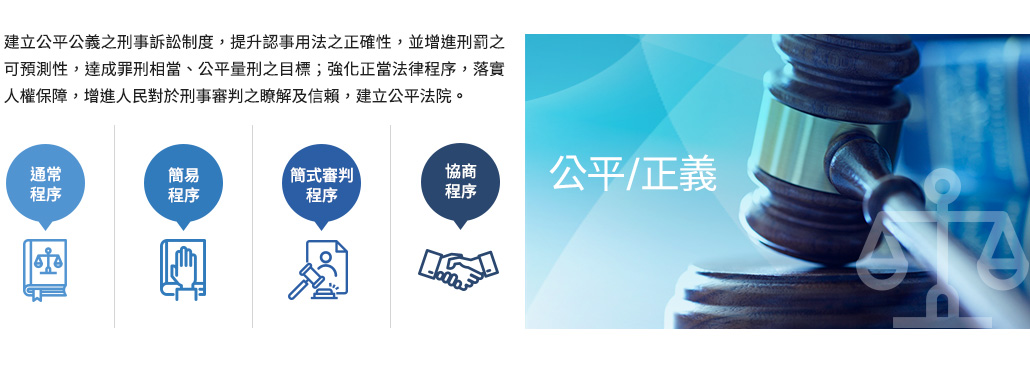 建立公平公義之刑事訴訟制度，提升認事用法之正確性，並增進刑罰之
可預測性，達成罪刑相當、公平量刑之目標；強化正當法律程序，落實
人權保障，增進人民對於刑事審判之瞭解及信賴，建立公平法院。
通常
程序
簡易
程序
簡式審判
程序
協商
程序
公平/正義